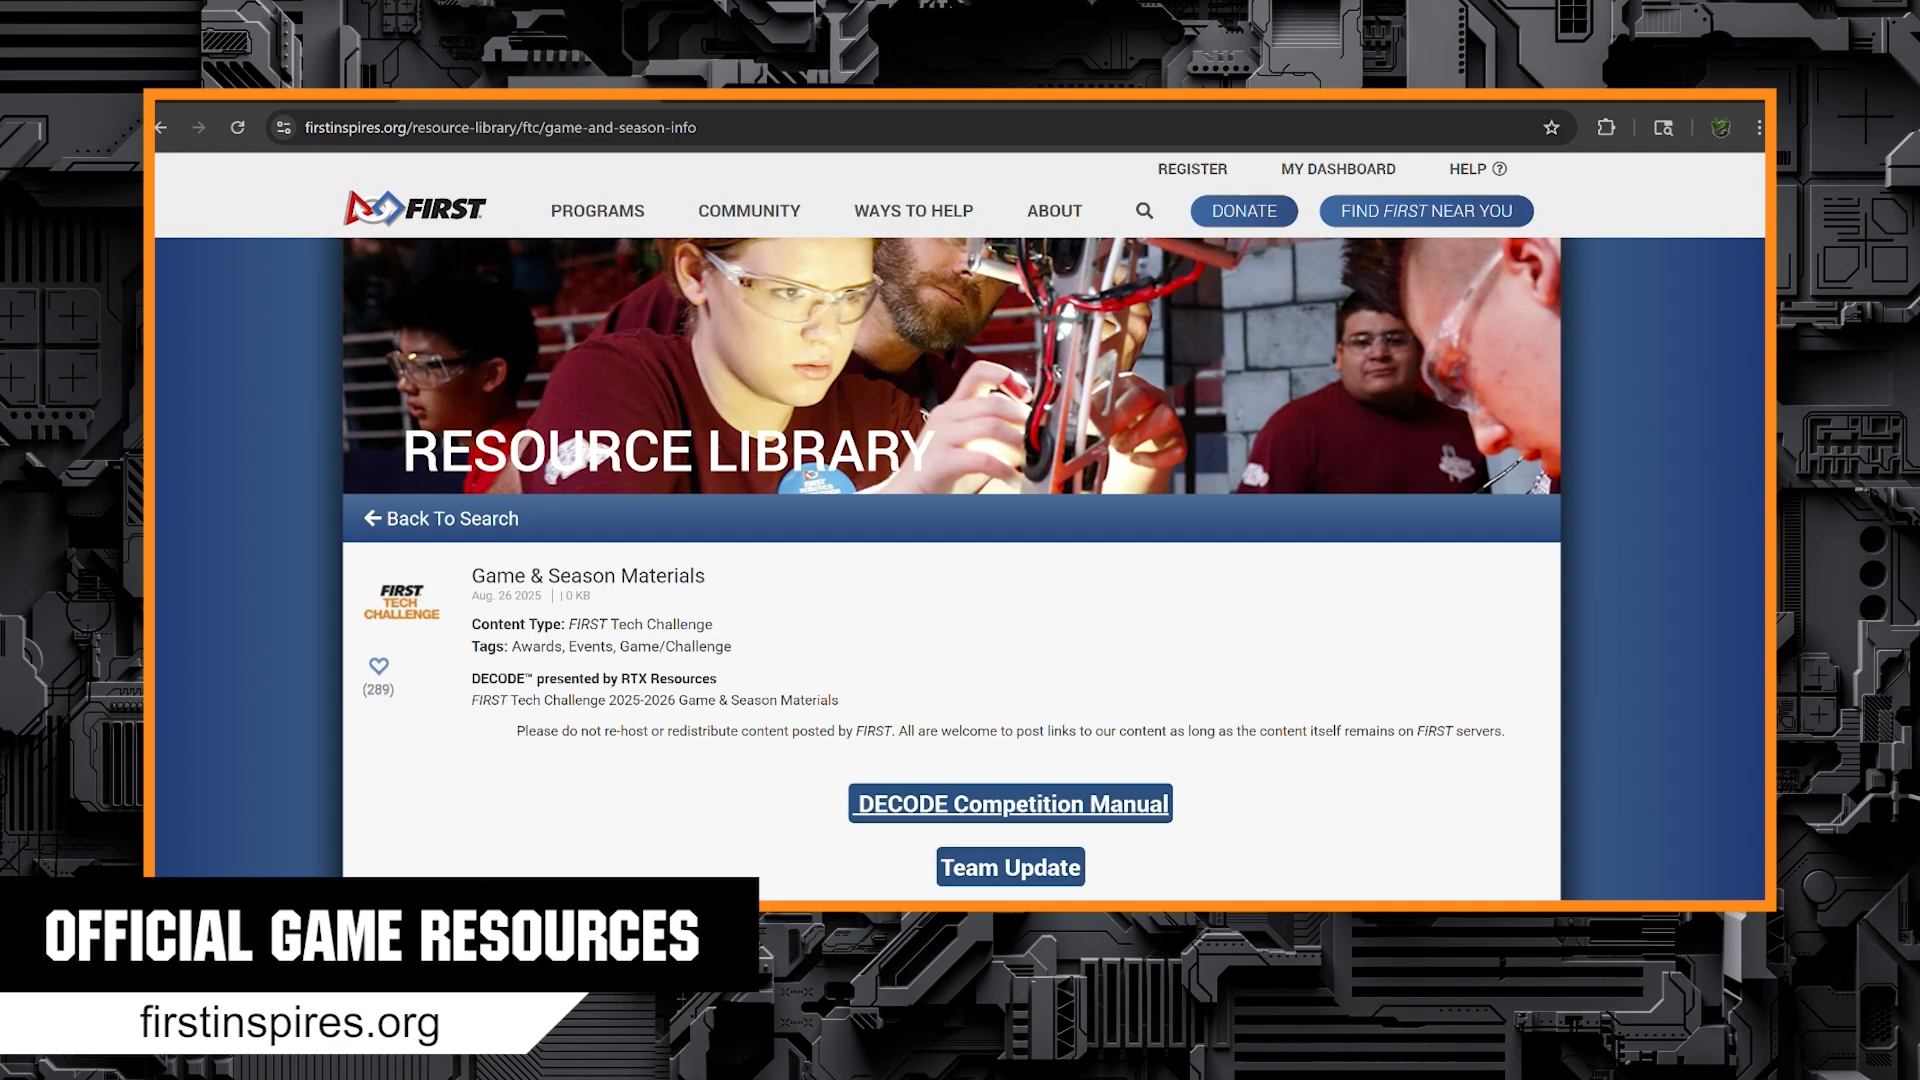 firstinspires.org/resource-library/ftc/game-and-season-info
REGISTER MY DASHBOARD HELP ?
FIRST PROGRAMS COMMUNITY WAYS TO HELP ABOUT DONATE FIND FIRST NEAR YOU
RESOURCE LIBRARY
Back To Search
FIRST
TECH
CHALLENGE
(289)
Game & Season Materials
Aug. 26 2025 | | 0 KB
Content Type: FIRST Tech Challenge
Tags: Awards, Events, Game/Challenge
DECODE™ presented by RTX Resources
FIRST Tech Challenge 2025-2026 Game & Season Materials
Please do not re-host or redistribute content posted by FIRST. All are welcome to post links to our content as long as the content itself remains on FIRST servers.
DECODE Competition Manual
Team Update
OFFICIAL GAME RESOURCES
firstinspires.org